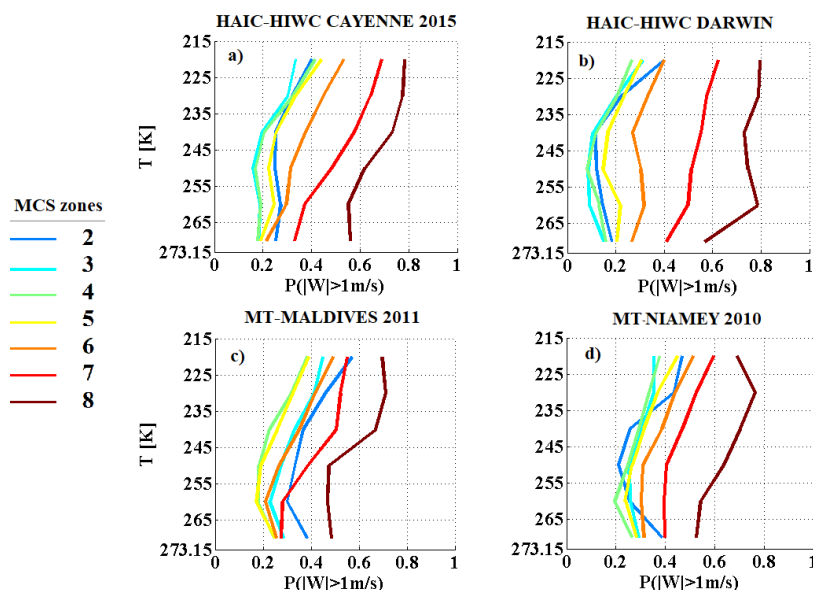 HAIC-HIWC CAYENNE 2015
a)
215
225
235
245
255
265
273.15
T [K]
0 0.2 0.4 0.6 0.8 1
P(|W|>1m/s)
HAIC-HIWC DARWIN
b)
215
225
235
245
255
265
273.15
T [K]
0 0.2 0.4 0.6 0.8 1
P(|W|>1m/s)
MCS zones
2
3
4
5
6
7
8
MT-MALDIVES 2011
c)
215
225
235
245
255
265
273.15
T [K]
0 0.2 0.4 0.6 0.8 1
P(|W|>1m/s)
MT-NIAMEY 2010
d)
215
225
235
245
255
265
273.15
T [K]
0 0.2 0.4 0.6 0.8 1
P(|W|>1m/s)